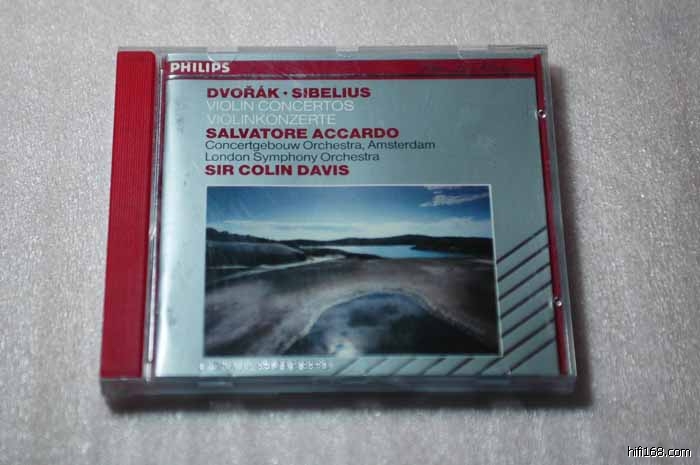 PHILIPS
DVOŘÁK · SIBELIUS
VIOLIN CONCERTOS
VIOLINKONZERTE
SALVATORE ACCARDO
Concertgebouw Orchestra, Amsterdam
London Symphony Orchestra
SIR COLIN DAVIS
hifi168.com